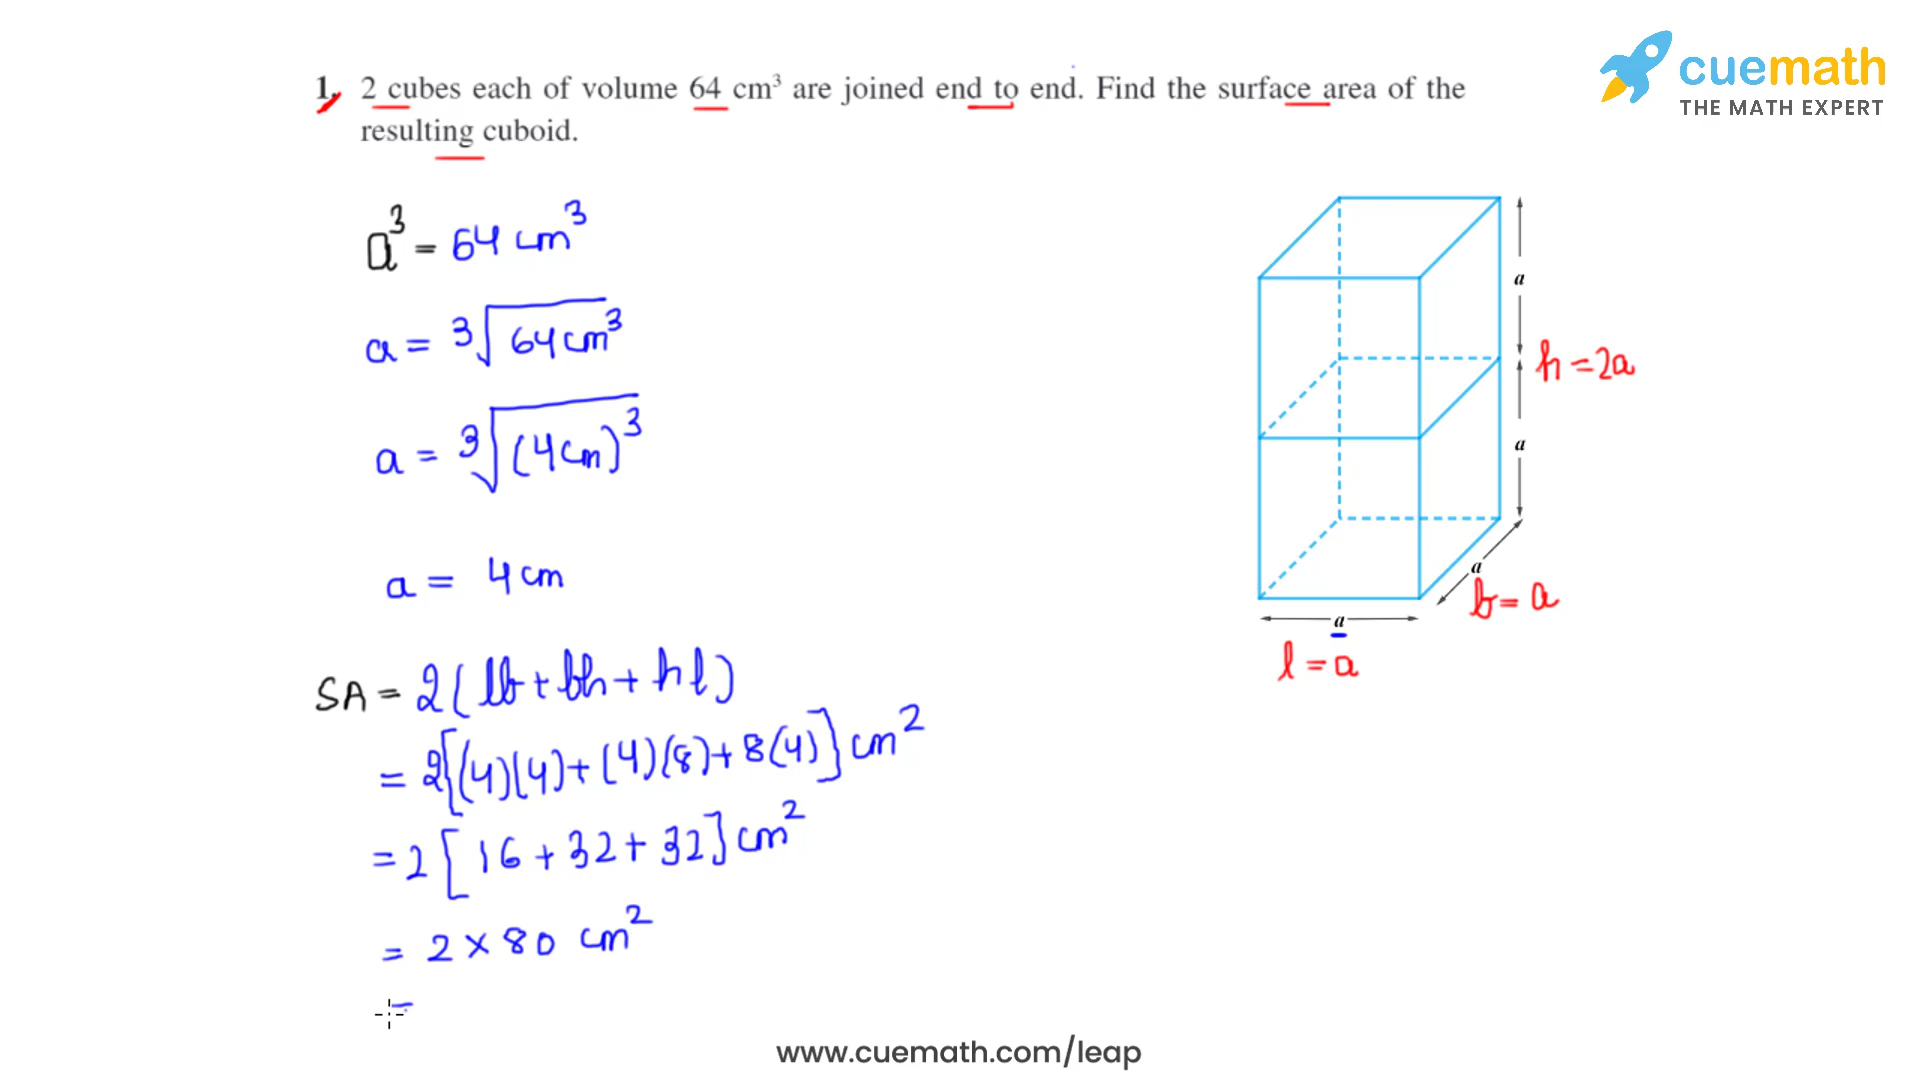 cuemath
THE MATH EXPERT
1. 2 cubes each of volume 64 cm³ are joined end to end. Find the surface area of the
resulting cuboid.
a³ = 64 cm³
a = ³√64cm³
a = ³√(4cm)³
a = 4cm
SA = 2(lb+bh+hl)
= 2{(4)(4)+(4)(8)+8(4)} cm²
= 2[16+32+32] cm²
= 2×80 cm²
=
a
h=2a
a
a
b=a
a
l=a
www.cuemath.com/leap